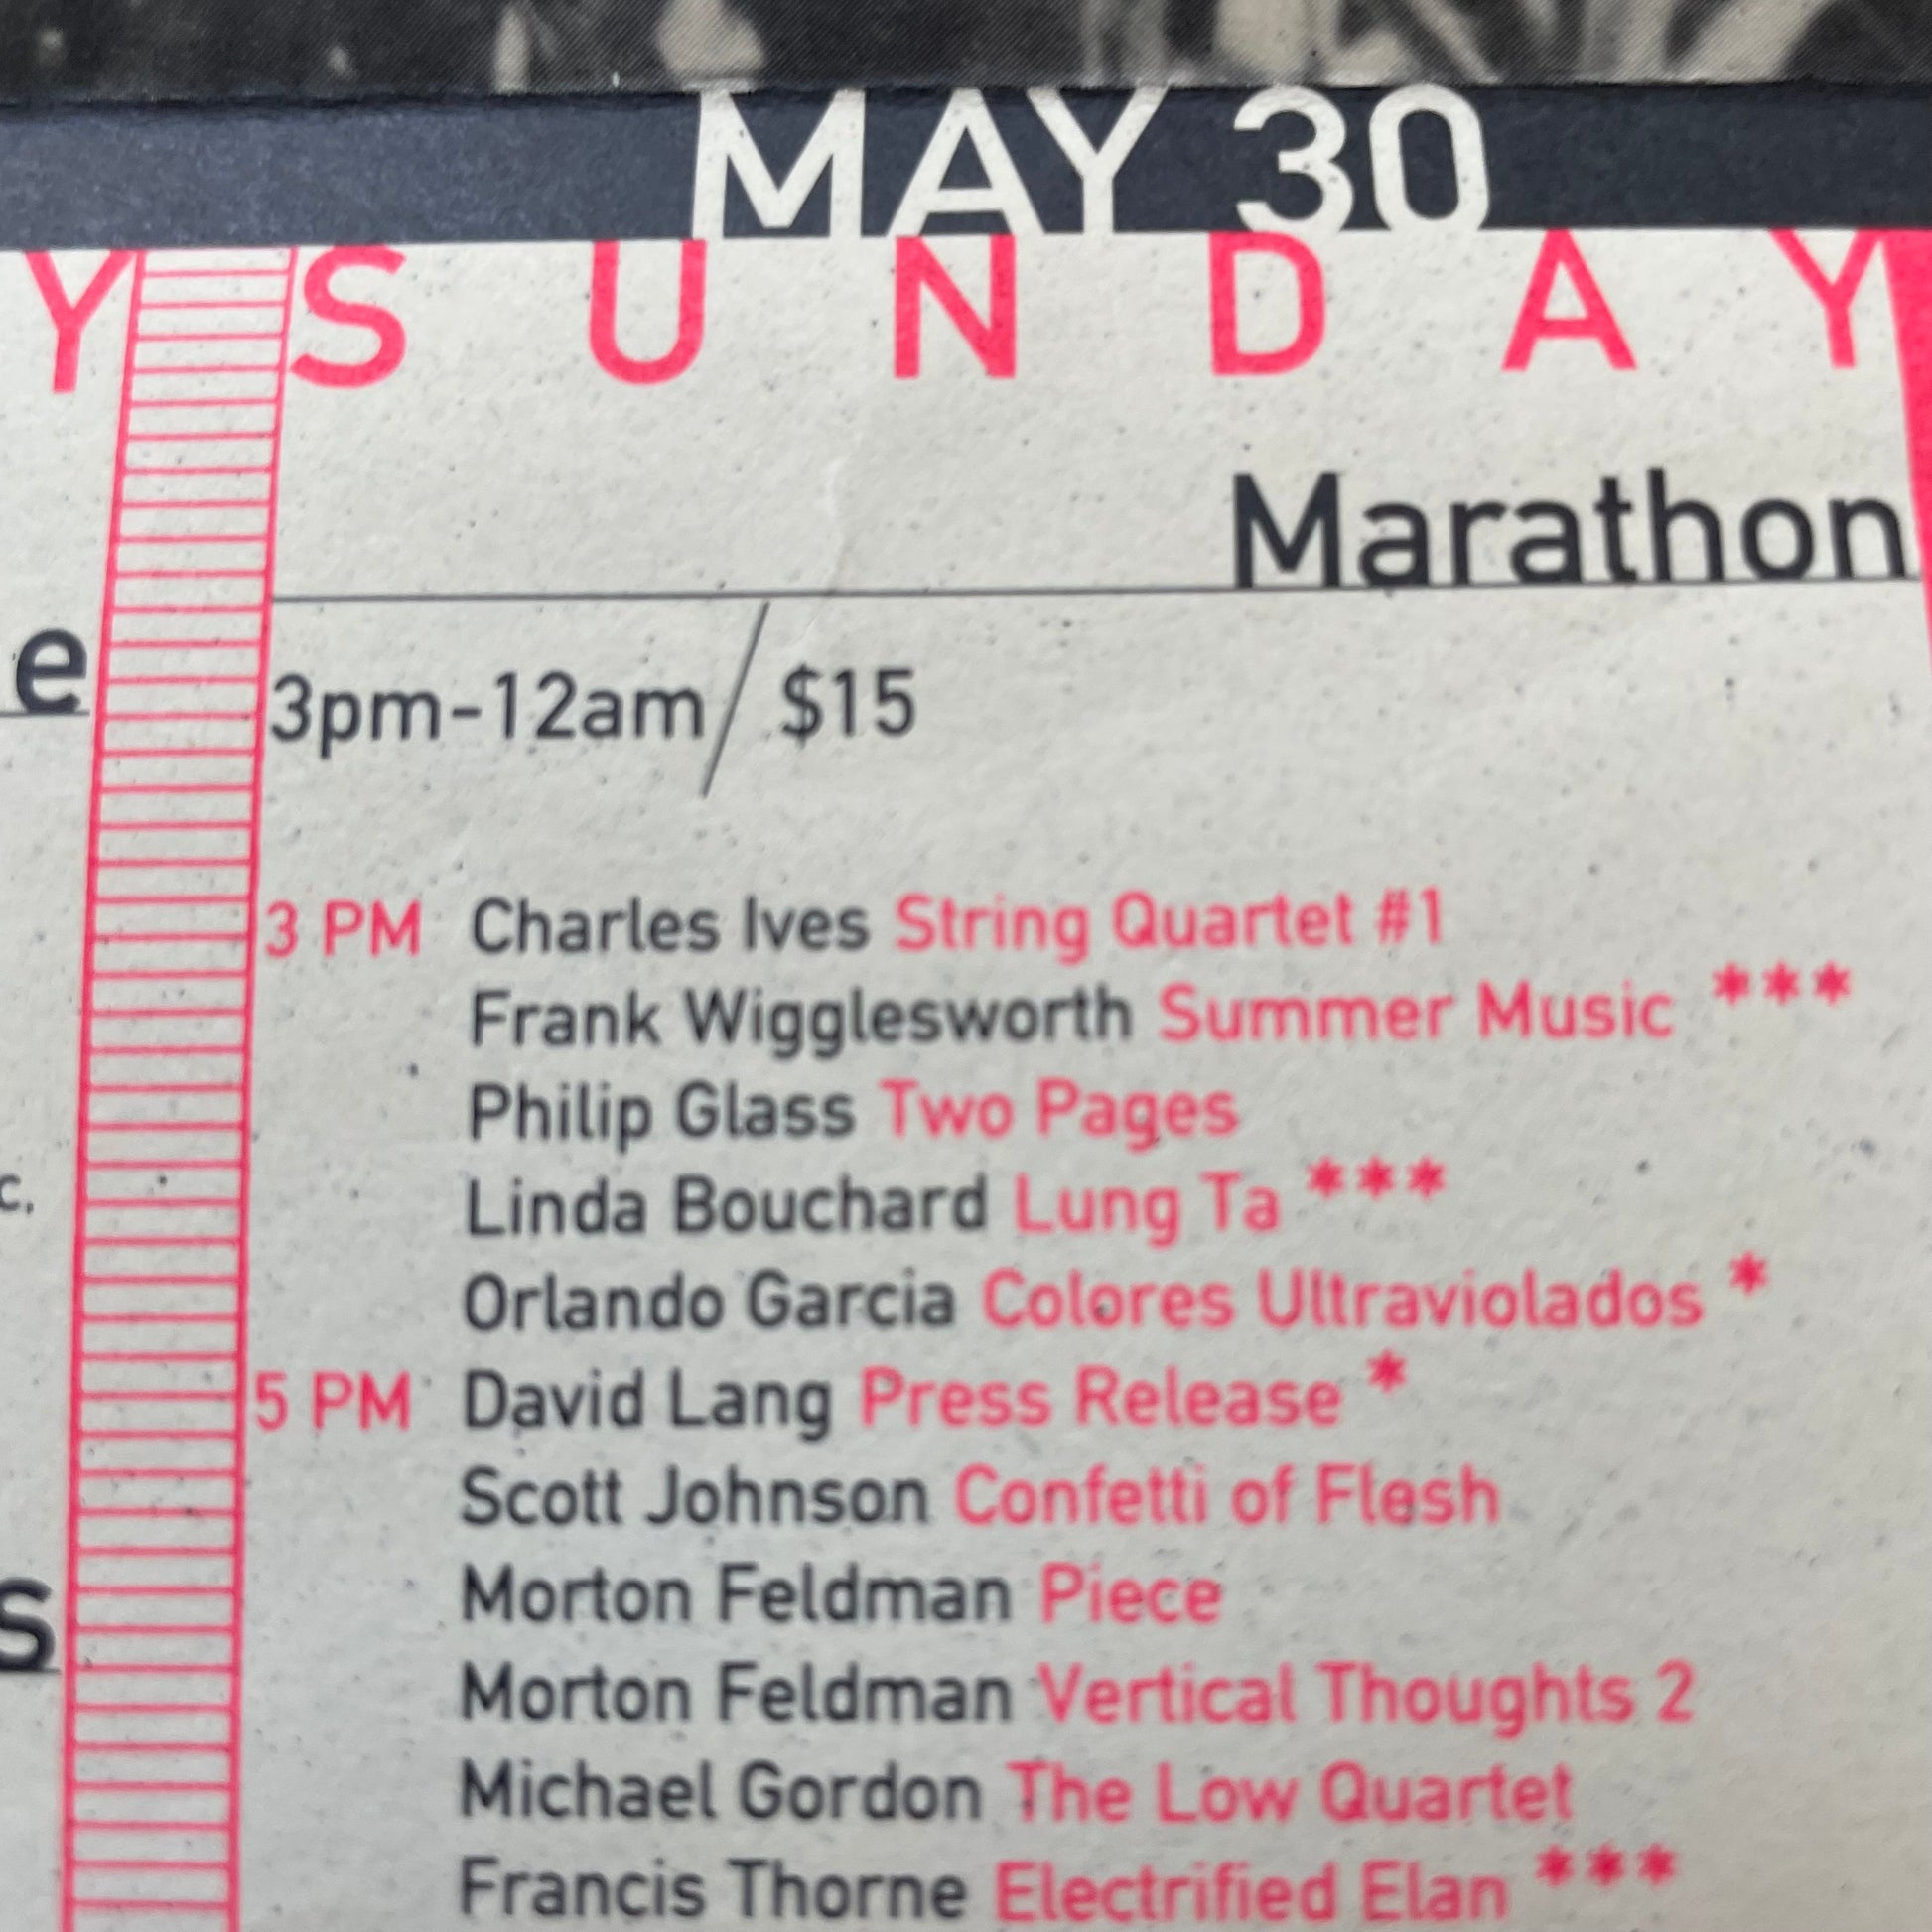 MAY 30
Y SUNDAY
Marathon
e
3pm-12am / $15
3 PM Charles Ives String Quartet #1
Frank Wigglesworth Summer Music ***
Philip Glass Two Pages
c,
Linda Bouchard Lung Ta ***
Orlando Garcia Colores Ultraviolados *
5 PM David Lang Press Release *
Scott Johnson Confetti of Flesh
s
Morton Feldman Piece
Morton Feldman Vertical Thoughts 2
Michael Gordon The Low Quartet
Francis Thorne Electrified Elan ***